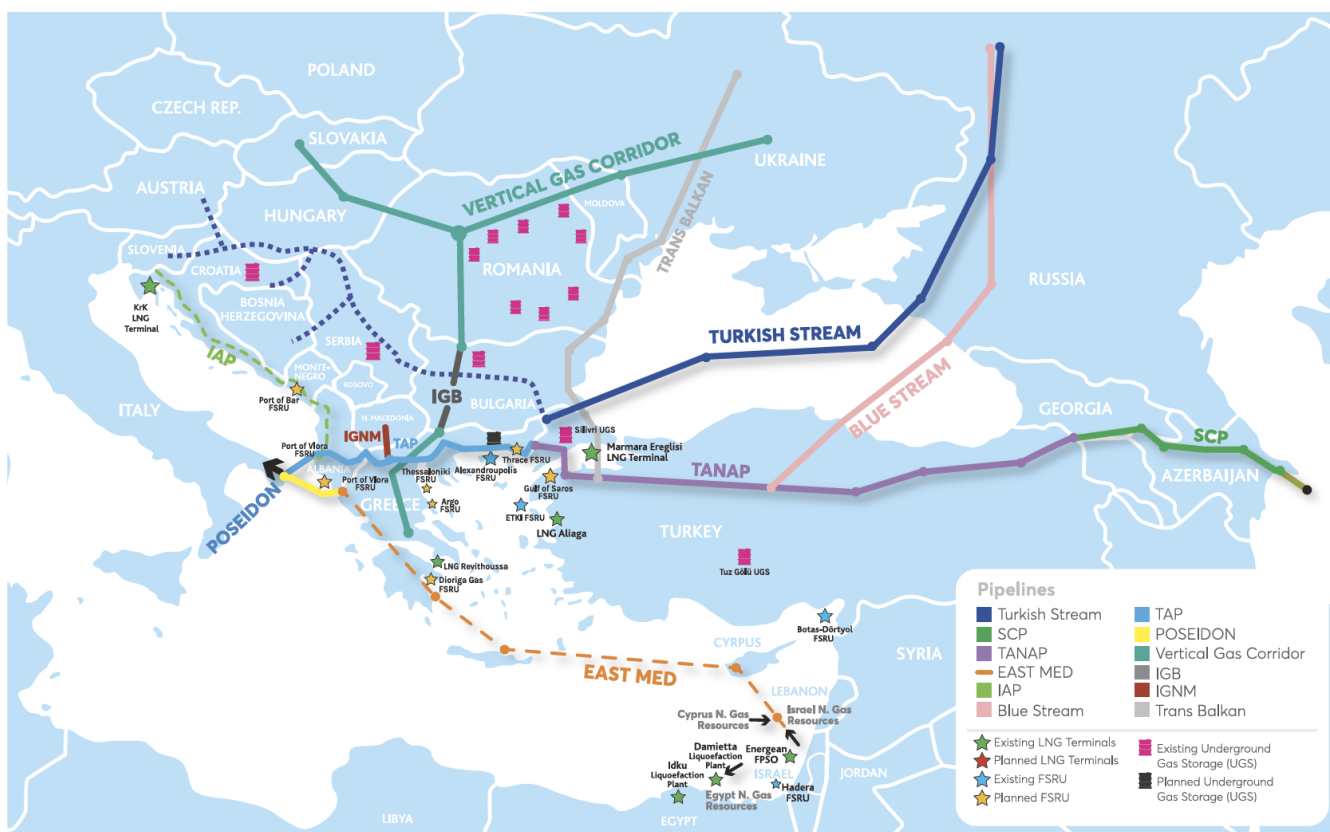 POLAND
CZECH REP.
SLOVAKIA
UKRAINE
VERTICAL GAS CORRIDOR
AUSTRIA
HUNGARY
MOLDOVA
TRANS BALKAN
SLOVENIA
CROATIA
ROMANIA
RUSSIA
KrK
LNG
Terminal
BOSNIA
HERZEGOVINA
SERBIA
TURKISH STREAM
IAP
MONTE-
NEGRO
KOSOVO
Port of Bar
FSRU
ITALY
IGB
BULGARIA
BLUE STREAM
GEORGIA
N. MACEDONIA
IGNM
TAP
Silivri UGS
SCP
Port of Vlora
FSRU
Marmara Ereglisi
LNG Terminal
Thrace FSRU
TANAP
AZERBAIJAN
ALBANIA
Port of Vlora
FSRU
Thessaloniki
FSRU
Alexandroupolis
FSRU
Gulf of Saros
FSRU
POSEIDON
GREECE
Argo
FSRU
ETKI FSRU
LNG Aliaga
TURKEY
LNG Revithoussa
Dioriga Gas
FSRU
Tuz Gölü UGS
Botas-Dörtyol
FSRU
CYRPUS
SYRIA
EAST MED
LEBANON
Cyprus N. Gas
Resources
Israel N. Gas
Resources
Damietta
Liquoefaction
Plant
Energean
FPSO
Idku
Liquoefaction
Plant
ISRAEL
JORDAN
Egypt N. Gas
Resources
Hadera
FSRU
LIBYA
EGYPT
Pipelines
Turkish Stream
SCP
TANAP
EAST MED
IAP
Blue Stream
TAP
POSEIDON
Vertical Gas Corridor
IGB
IGNM
Trans Balkan
Existing LNG Terminals
Planned LNG Terminals
Existing FSRU
Planned FSRU
Existing Underground
Gas Storage (UGS)
Planned Underground
Gas Storage (UGS)